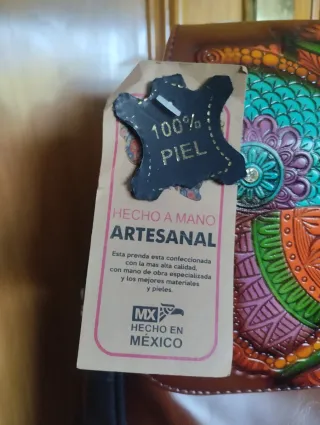 100%
PIEL
HECHO A MANO
ARTESANAL
Esta prenda esta confeccionada
con la mas alta calidad,
con mano de obra especializada
y los mejores materiales
y pieles.
MX
HECHO EN
MÉXICO